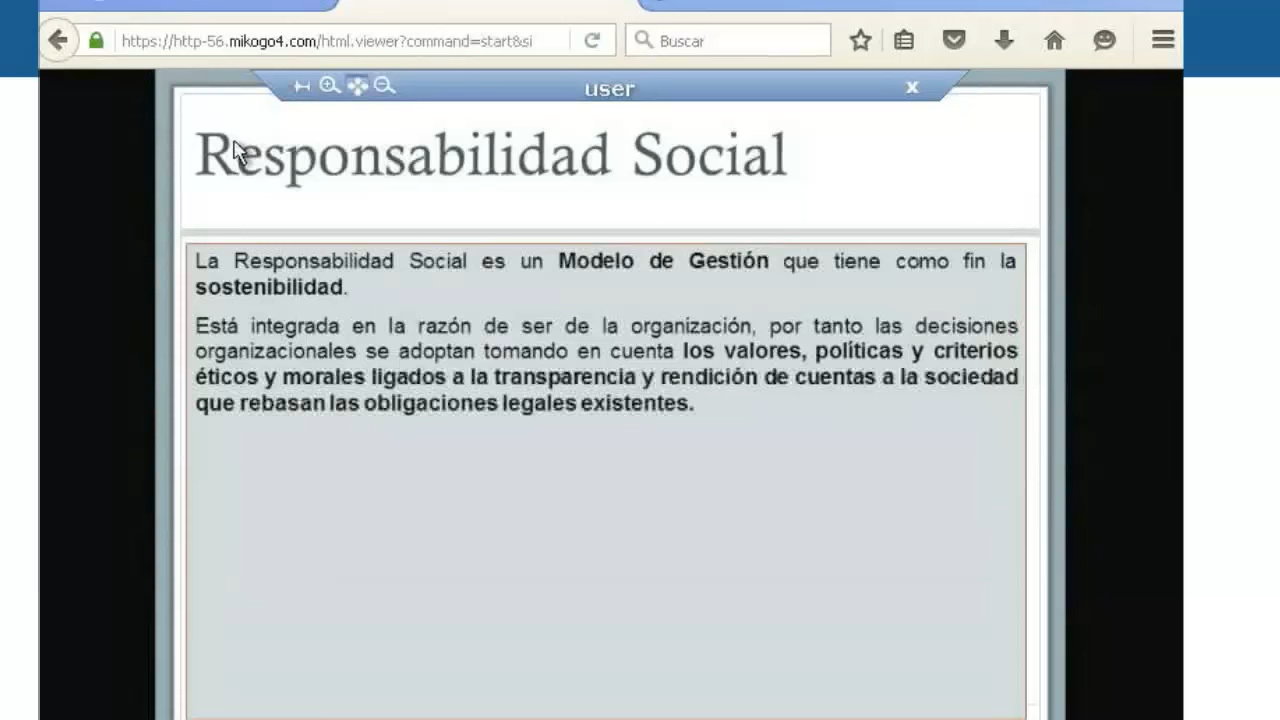 https://http-56.mikogo4.com/html.viewer?command=start&si
Buscar
user
x
Responsabilidad Social
La Responsabilidad Social es un Modelo de Gestión que tiene como fin la
sostenibilidad.
Está integrada en la razón de ser de la organización, por tanto las decisiones
organizacionales se adoptan tomando en cuenta los valores, políticas y criterios
éticos y morales ligados a la transparencia y rendición de cuentas a la sociedad
que rebasan las obligaciones legales existentes.